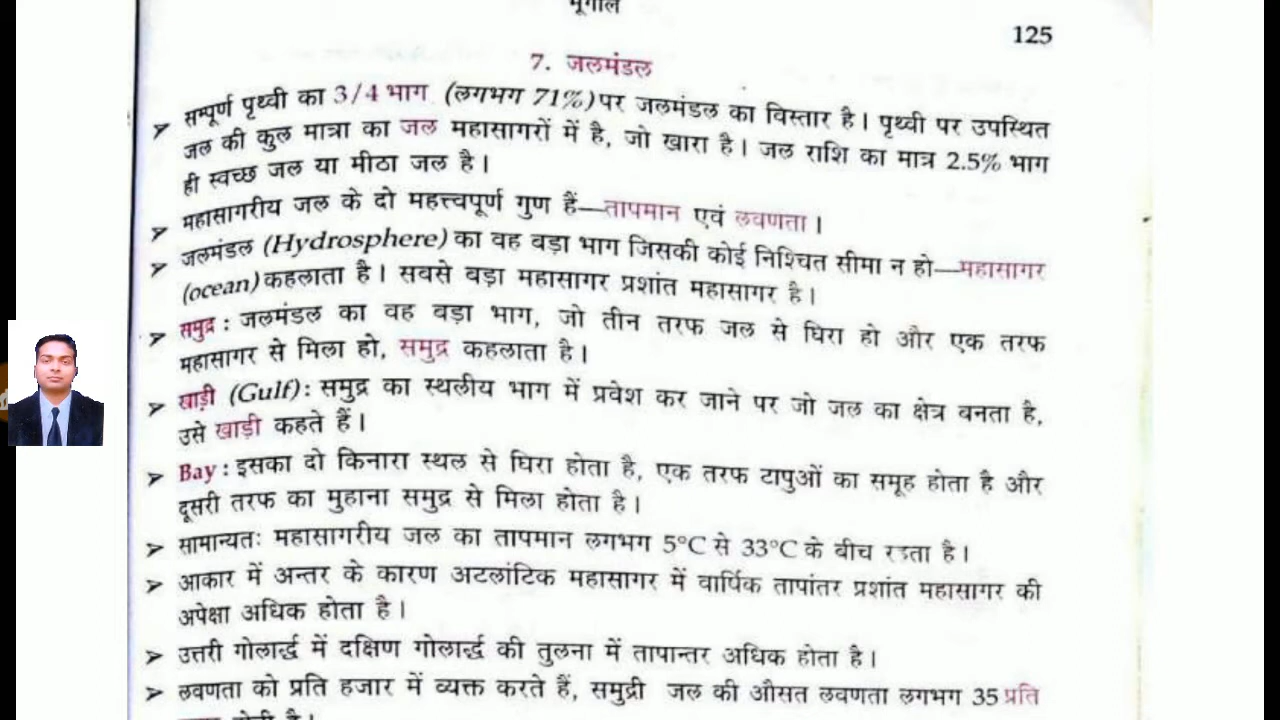 भूगोल
125
7. जलमंडल
➤ सम्पूर्ण पृथ्वी का 3/4 भाग (लगभग 71%) पर जलमंडल का विस्तार है। पृथ्वी पर उपस्थित
जल की कुल मात्रा का जल महासागरों में है, जो खारा है। जल राशि का मात्र 2.5% भाग
ही स्वच्छ जल या मीठा जल है।
➤ महासागरीय जल के दो महत्त्वपूर्ण गुण हैं—तापमान एवं लवणता।
➤ जलमंडल (Hydrosphere) का वह बड़ा भाग जिसकी कोई निश्चित सीमा न हो—महासागर
(ocean) कहलाता है। सबसे बड़ा महासागर प्रशांत महासागर है।
➤ समुद्र : जलमंडल का वह बड़ा भाग, जो तीन तरफ जल से घिरा हो और एक तरफ
महासागर से मिला हो, समुद्र कहलाता है।
➤ खाड़ी (Gulf) : समुद्र का स्थलीय भाग में प्रवेश कर जाने पर जो जल का क्षेत्र बनता है,
उसे खाड़ी कहते हैं।
➤ Bay : इसका दो किनारा स्थल से घिरा होता है, एक तरफ टापुओं का समूह होता है और
दूसरी तरफ का मुहाना समुद्र से मिला होता है।
➤ सामान्यतः महासागरीय जल का तापमान लगभग 5°C से 33°C के बीच रहता है।
➤ आकार में अन्तर के कारण अटलांटिक महासागर में वार्षिक तापांतर प्रशांत महासागर की
अपेक्षा अधिक होता है।
➤ उत्तरी गोलार्द्ध में दक्षिण गोलार्द्ध की तुलना में तापान्तर अधिक होता है।
➤ लवणता को प्रति हजार में व्यक्त करते हैं, समुद्री जल की औसत लवणता लगभग 35 प्रति